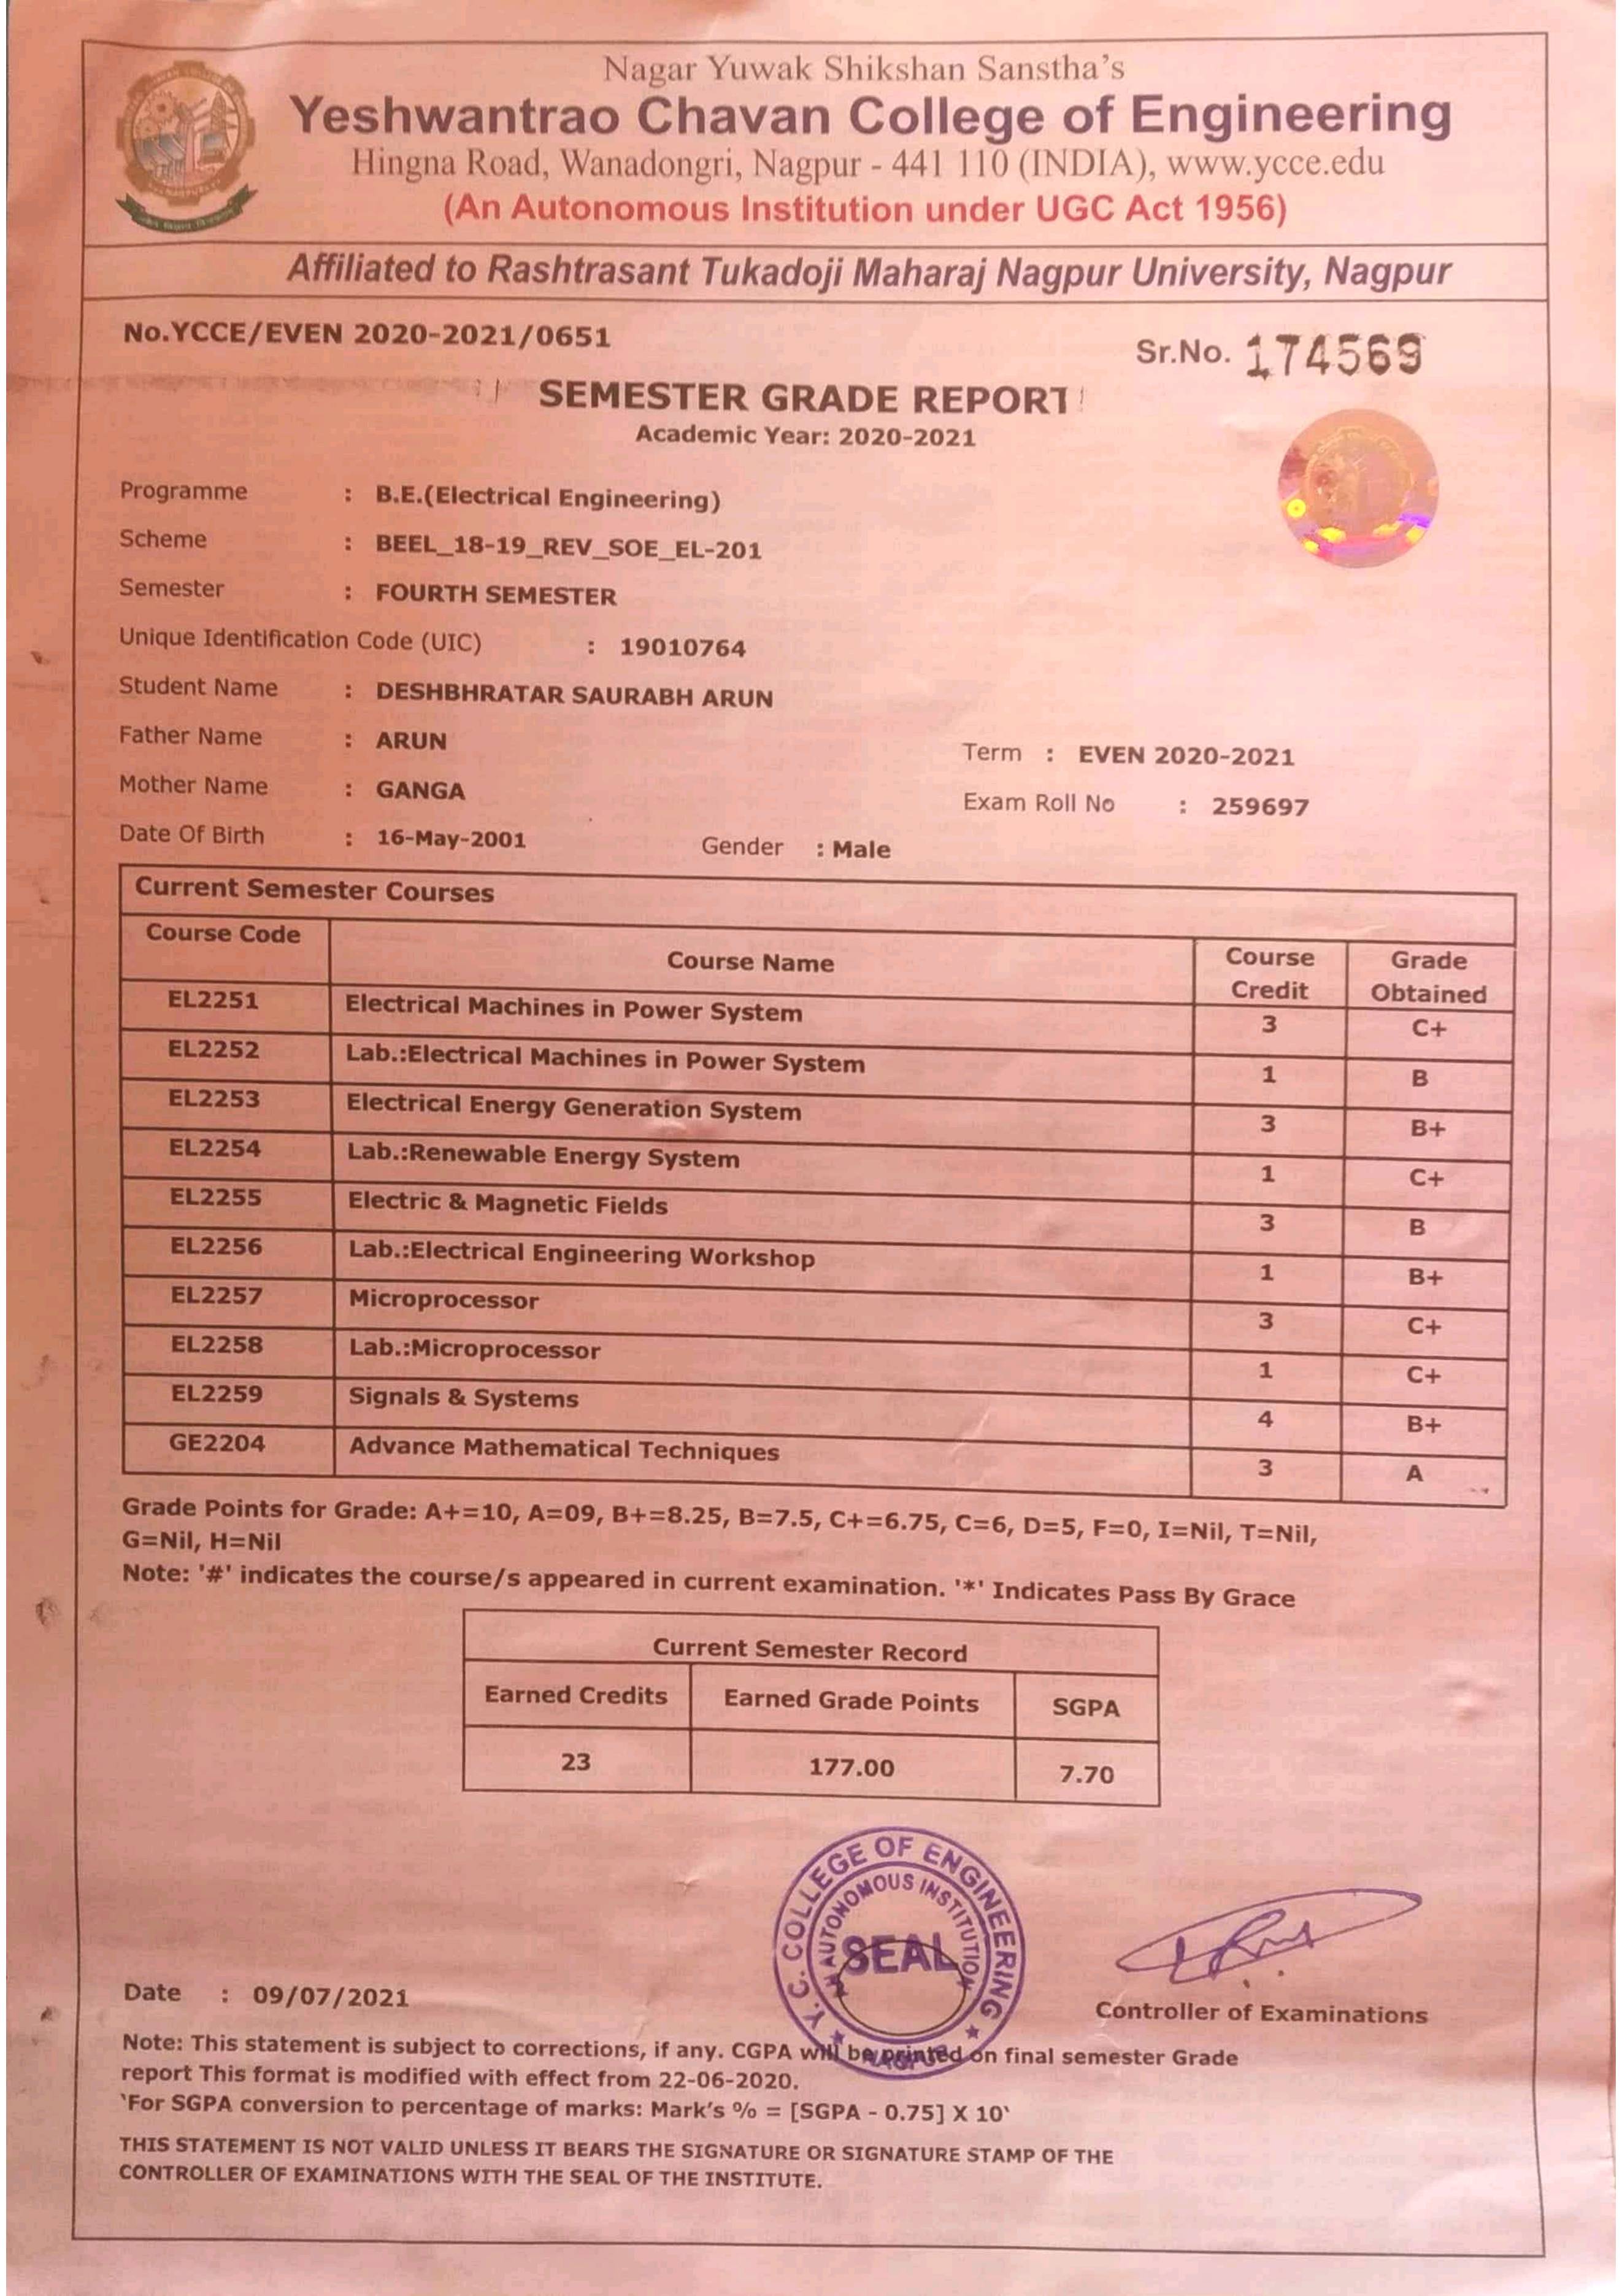 Nagar Yuwak Shikshan Sanstha's
Yeshwantrao Chavan College of Engineering
Hingna Road, Wanadongri, Nagpur - 441 110 (INDIA), www.ycce.edu
(An Autonomous Institution under UGC Act 1956)
Affiliated to Rashtrasant Tukadoji Maharaj Nagpur University, Nagpur
No.YCCE/EVEN 2020-2021/0651
Sr.No. 174569
SEMESTER GRADE REPORT
Academic Year: 2020-2021
Programme : B.E.(Electrical Engineering)
Scheme : BEEL_18-19_REV_SOE_EL-201
Semester : FOURTH SEMESTER
Unique Identification Code (UIC) : 19010764
Student Name : DESHBHRATAR SAURABH ARUN
Father Name : ARUN
Term : EVEN 2020-2021
Mother Name : GANGA
Exam Roll No : 259697
Date Of Birth : 16-May-2001 Gender : Male
Current Semester Courses
Course Code Course Name Course Credit Grade Obtained
EL2251 Electrical Machines in Power System 3 C+
EL2252 Lab.:Electrical Machines in Power System 1 B
EL2253 Electrical Energy Generation System 3 B+
EL2254 Lab.:Renewable Energy System 1 C+
EL2255 Electric & Magnetic Fields 3 B
EL2256 Lab.:Electrical Engineering Workshop 1 B+
EL2257 Microprocessor 3 C+
EL2258 Lab.:Microprocessor 1 C+
EL2259 Signals & Systems 4 B+
GE2204 Advance Mathematical Techniques 3 A
Grade Points for Grade: A+=10, A=09, B+=8.25, B=7.5, C+=6.75, C=6, D=5, F=0, I=Nil, T=Nil,
G=Nil, H=Nil
Note: '#' indicates the course/s appeared in current examination. '*' Indicates Pass By Grace
Current Semester Record
Earned Credits Earned Grade Points SGPA
23 177.00 7.70
Y. C. COLLEGE OF ENGINEERING
AN AUTONOMOUS INSTITUTION
SEAL
NAGPUR
Date : 09/07/2021
Controller of Examinations
Note: This statement is subject to corrections, if any. CGPA will be printed on final semester Grade
report This format is modified with effect from 22-06-2020.
'For SGPA conversion to percentage of marks: Mark's % = [SGPA - 0.75] X 10'
THIS STATEMENT IS NOT VALID UNLESS IT BEARS THE SIGNATURE OR SIGNATURE STAMP OF THE
CONTROLLER OF EXAMINATIONS WITH THE SEAL OF THE INSTITUTE.